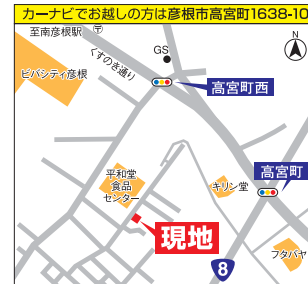 カーナビでお越しの方は彦根市高宮町1638-10
至南彦根駅
〒
くすのき通り
GS
N
ビバシティ彦根
高宮町西
平和堂
食品
センター
キリン堂
高宮町
現地
8
フタバヤ